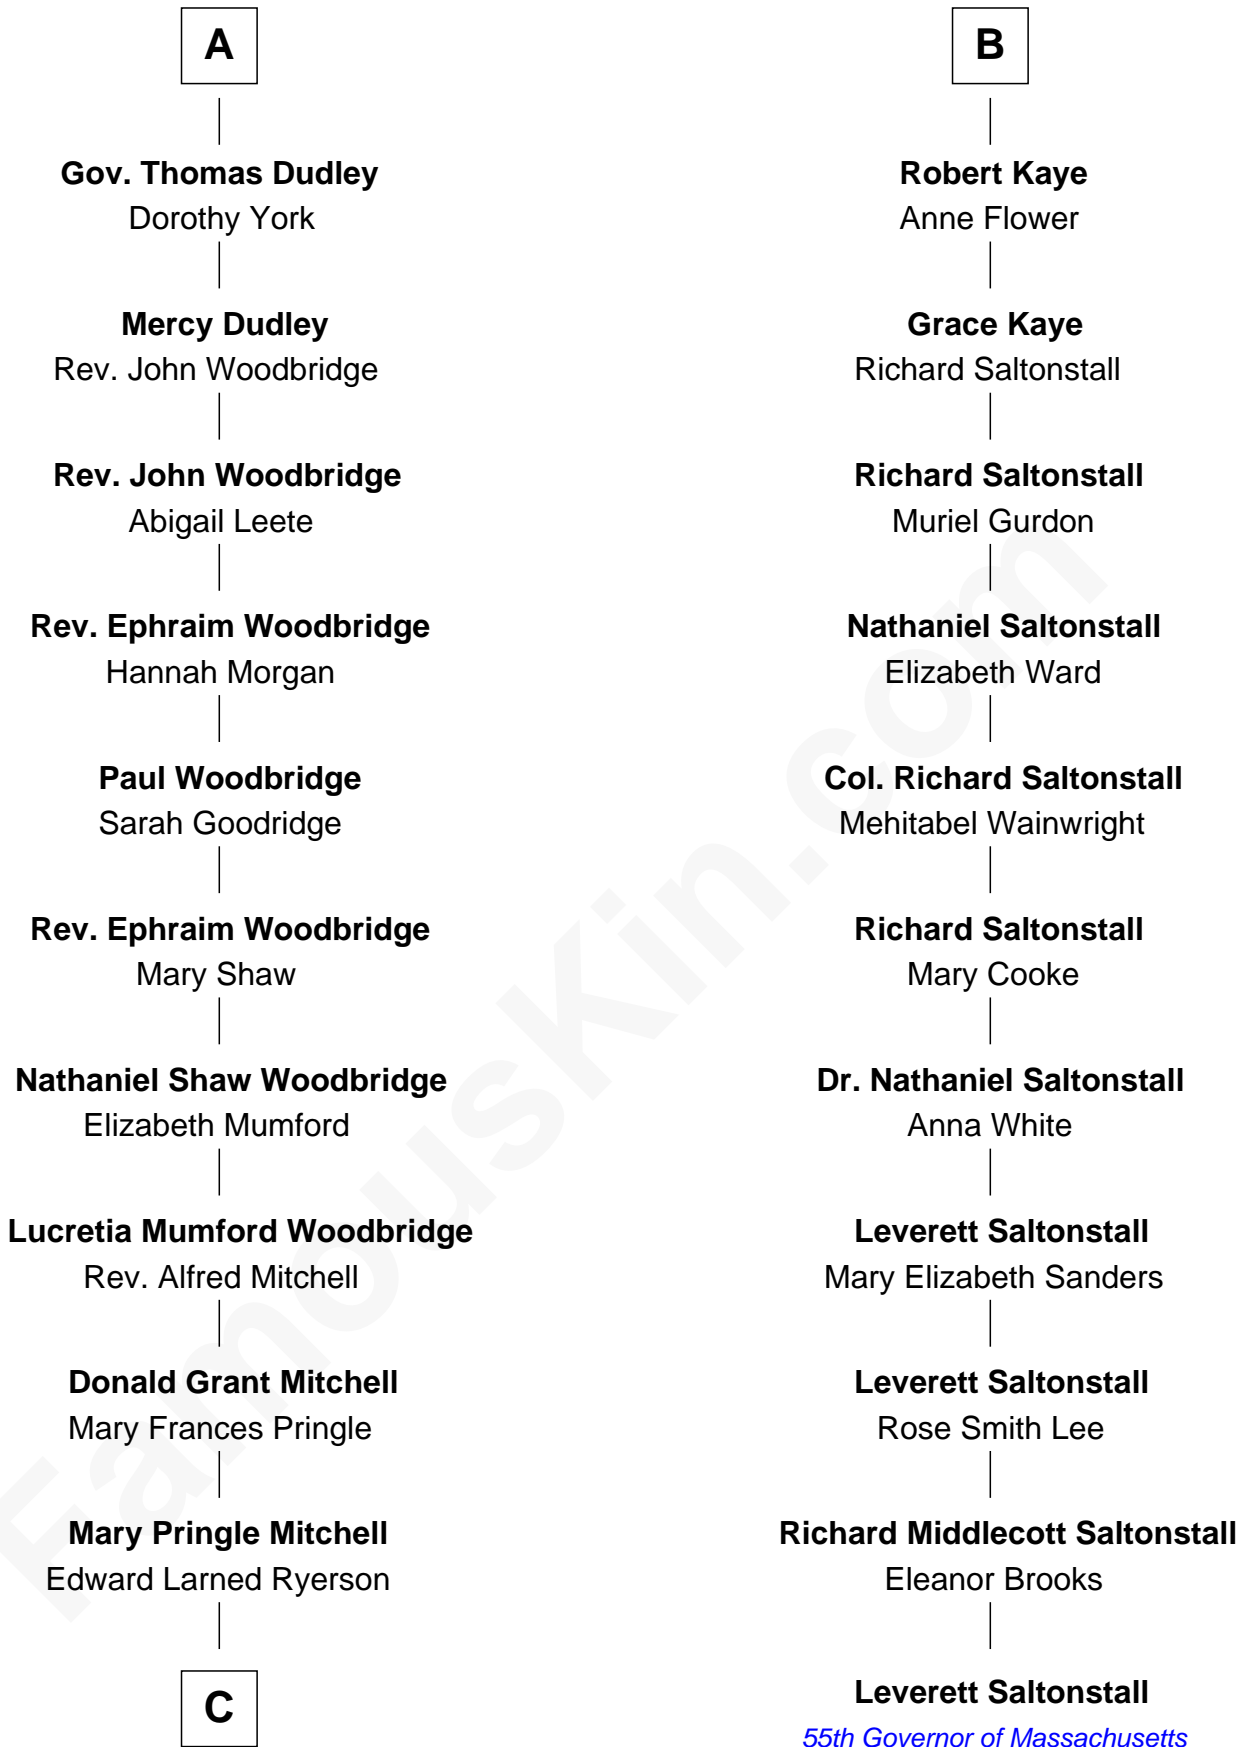 A
Gov. Thomas Dudley
Dorothy York
Mercy Dudley
Rev. John Woodbridge
Rev. John Woodbridge
Abigail Leete
Rev. Ephraim Woodbridge
Hannah Morgan
Paul Woodbridge
Sarah Goodridge
Rev. Ephraim Woodbridge
Mary Shaw
Nathaniel Shaw Woodbridge
Elizabeth Mumford
Lucretia Mumford Woodbridge
Rev. Alfred Mitchell
Donald Grant Mitchell
Mary Frances Pringle
Mary Pringle Mitchell
Edward Larned Ryerson
C
B
Robert Kaye
Anne Flower
Grace Kaye
Richard Saltonstall
Richard Saltonstall
Muriel Gurdon
Nathaniel Saltonstall
Elizabeth Ward
Col. Richard Saltonstall
Mehitabel Wainwright
Richard Saltonstall
Mary Cooke
Dr. Nathaniel Saltonstall
Anna White
Leverett Saltonstall
Mary Elizabeth Sanders
Leverett Saltonstall
Rose Smith Lee
Richard Middlecott Saltonstall
Eleanor Brooks
Leverett Saltonstall
55th Governor of Massachusetts
FamousKin.com